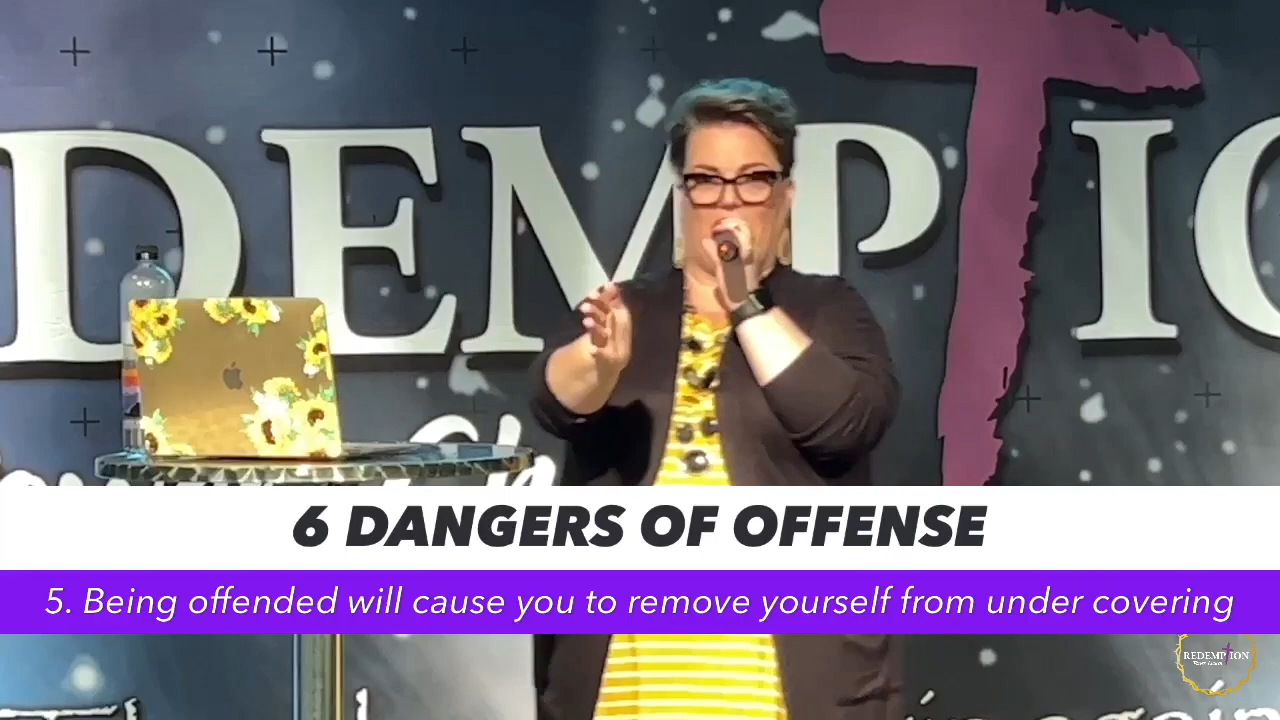 DEMPTIO
6 DANGERS OF OFFENSE
5. Being offended will cause you to remove yourself from under covering
REDEMPTION